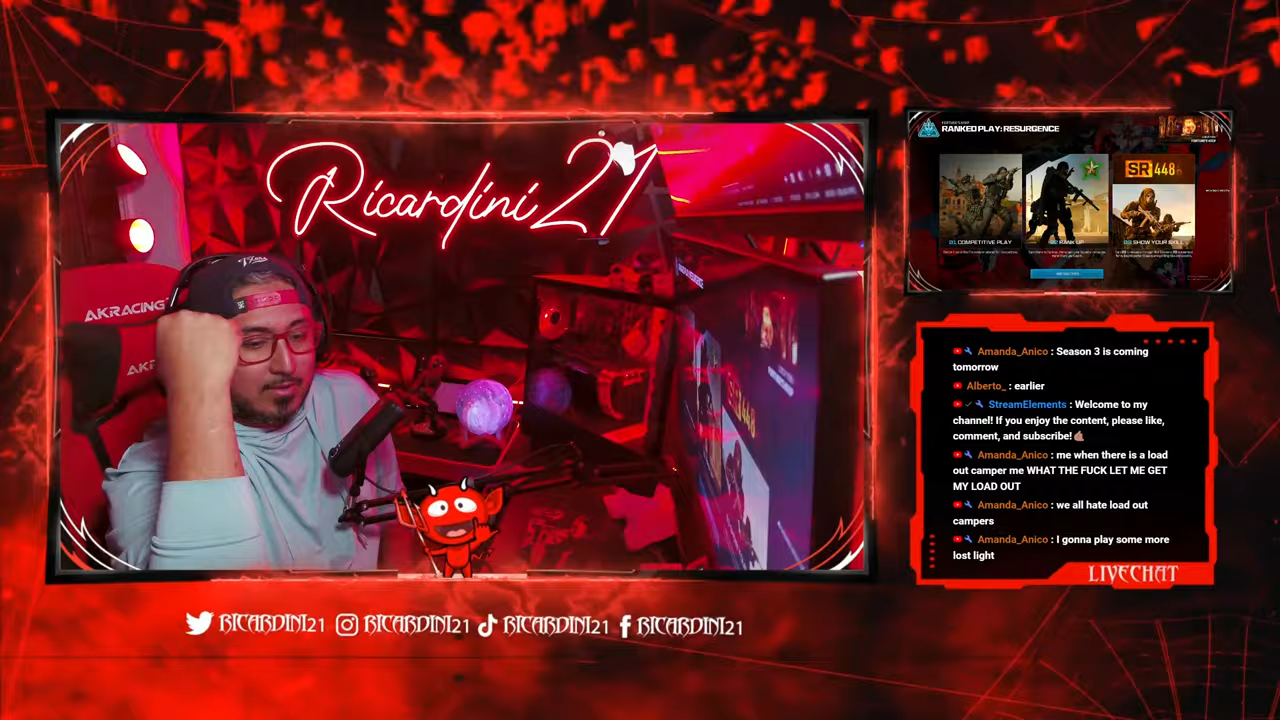 Ricardini21
AKRACING
RANKED PLAY: RESURGENCE
SR 448
01 COMPETITIVE PLAY
02 RANK UP
03 SHOW YOUR SKILL
Amanda_Anico : Season 3 is coming
tomorrow
Alberto_ : earlier
StreamElements : Welcome to my
channel! If you enjoy the content, please like,
comment, and subscribe!
Amanda_Anico : me when there is a load
out camper me WHAT THE FUCK LET ME GET
MY LOAD OUT
Amanda_Anico : we all hate load out
campers
Amanda_Anico : I gonna play some more
lost light
LIVECHAT
RICARDINI21 RICARDINI21 RICARDINI21 RICARDINI21